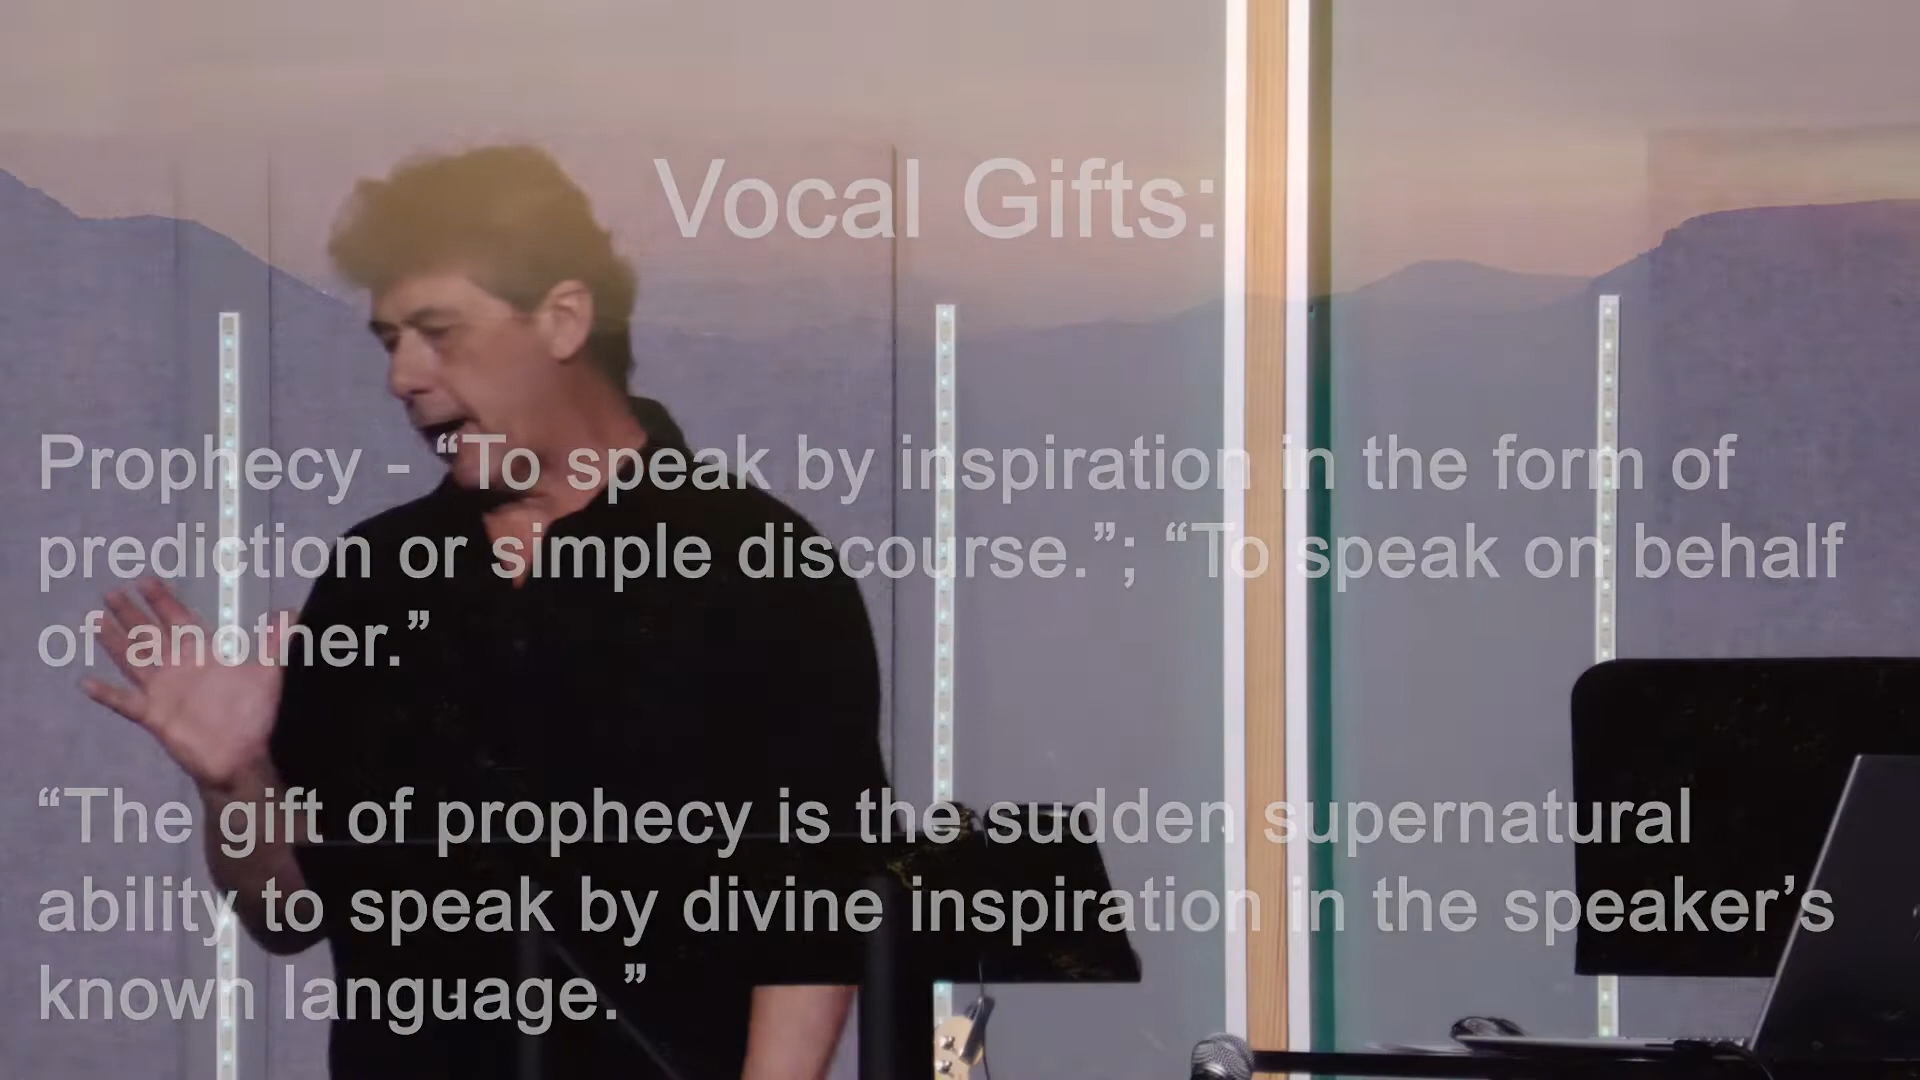 Vocal Gifts:
Prophecy - “To speak by inspiration in the form of
prediction or simple discourse.”; “To speak on behalf
of another.”
“The gift of prophecy is the sudden supernatural
ability to speak by divine inspiration in the speaker’s
known language.”